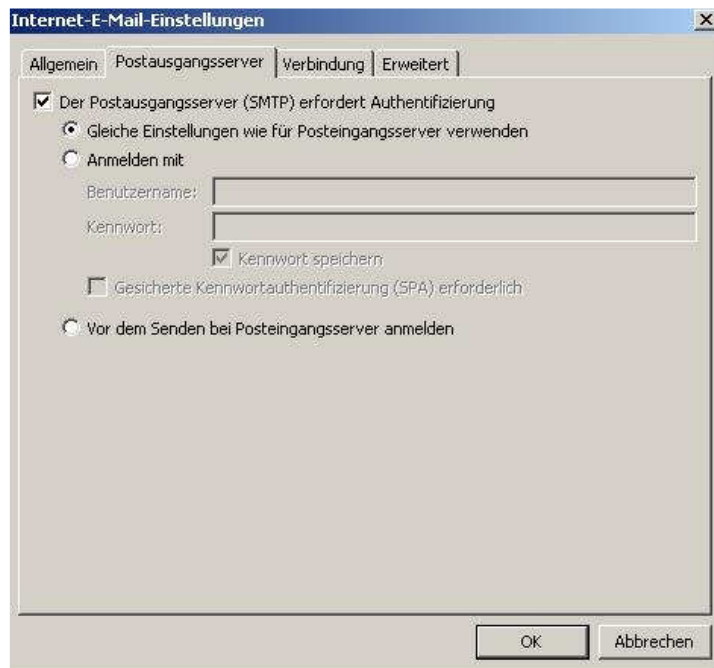 Internet-E-Mail-Einstellungen
Allgemein Postausgangsserver Verbindung Erweitert
Der Postausgangsserver (SMTP) erfordert Authentifizierung
Gleiche Einstellungen wie für Posteingangsserver verwenden
Anmelden mit
Benutzername:
Kennwort:
Kennwort speichern
Gesicherte Kennwortauthentifizierung (SPA) erforderlich
Vor dem Senden bei Posteingangsserver anmelden
OK Abbrechen